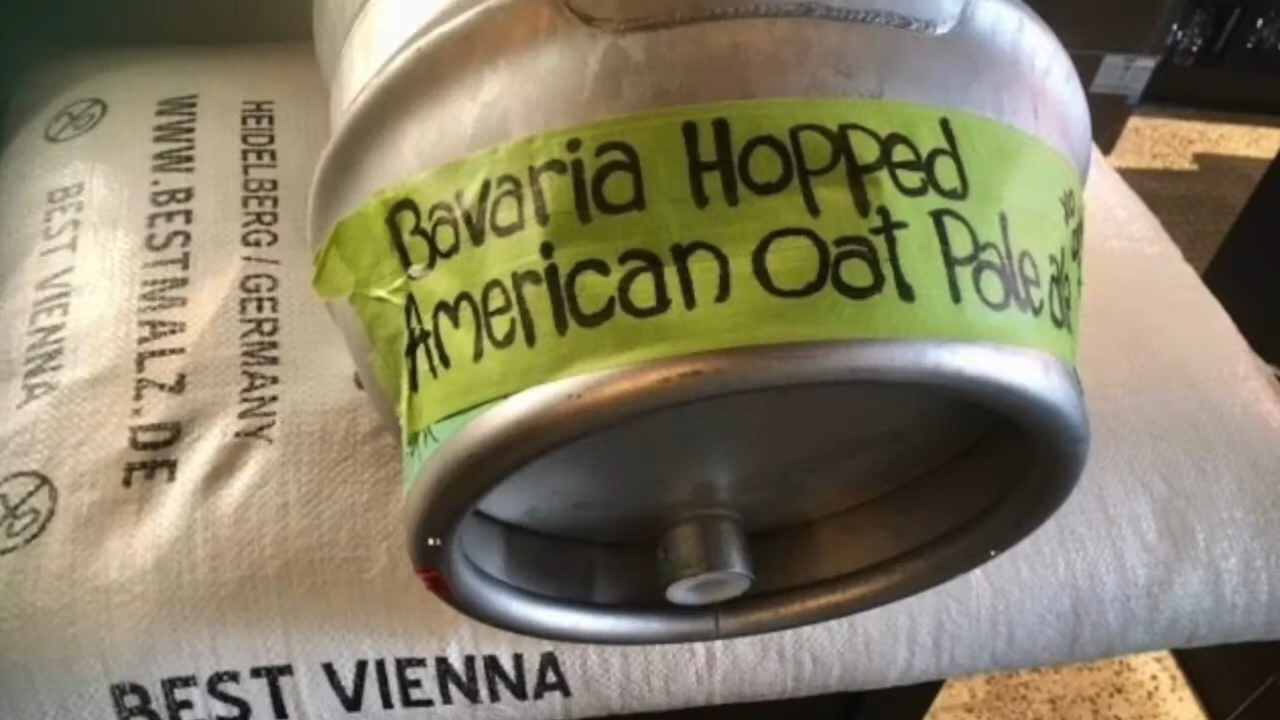 Bavaria Hopped
American Oat Pale ale
HEIDELBERG / GERMANY
WWW.BESTMALZ.DE
BEST VIENNA
BEST VIENNA